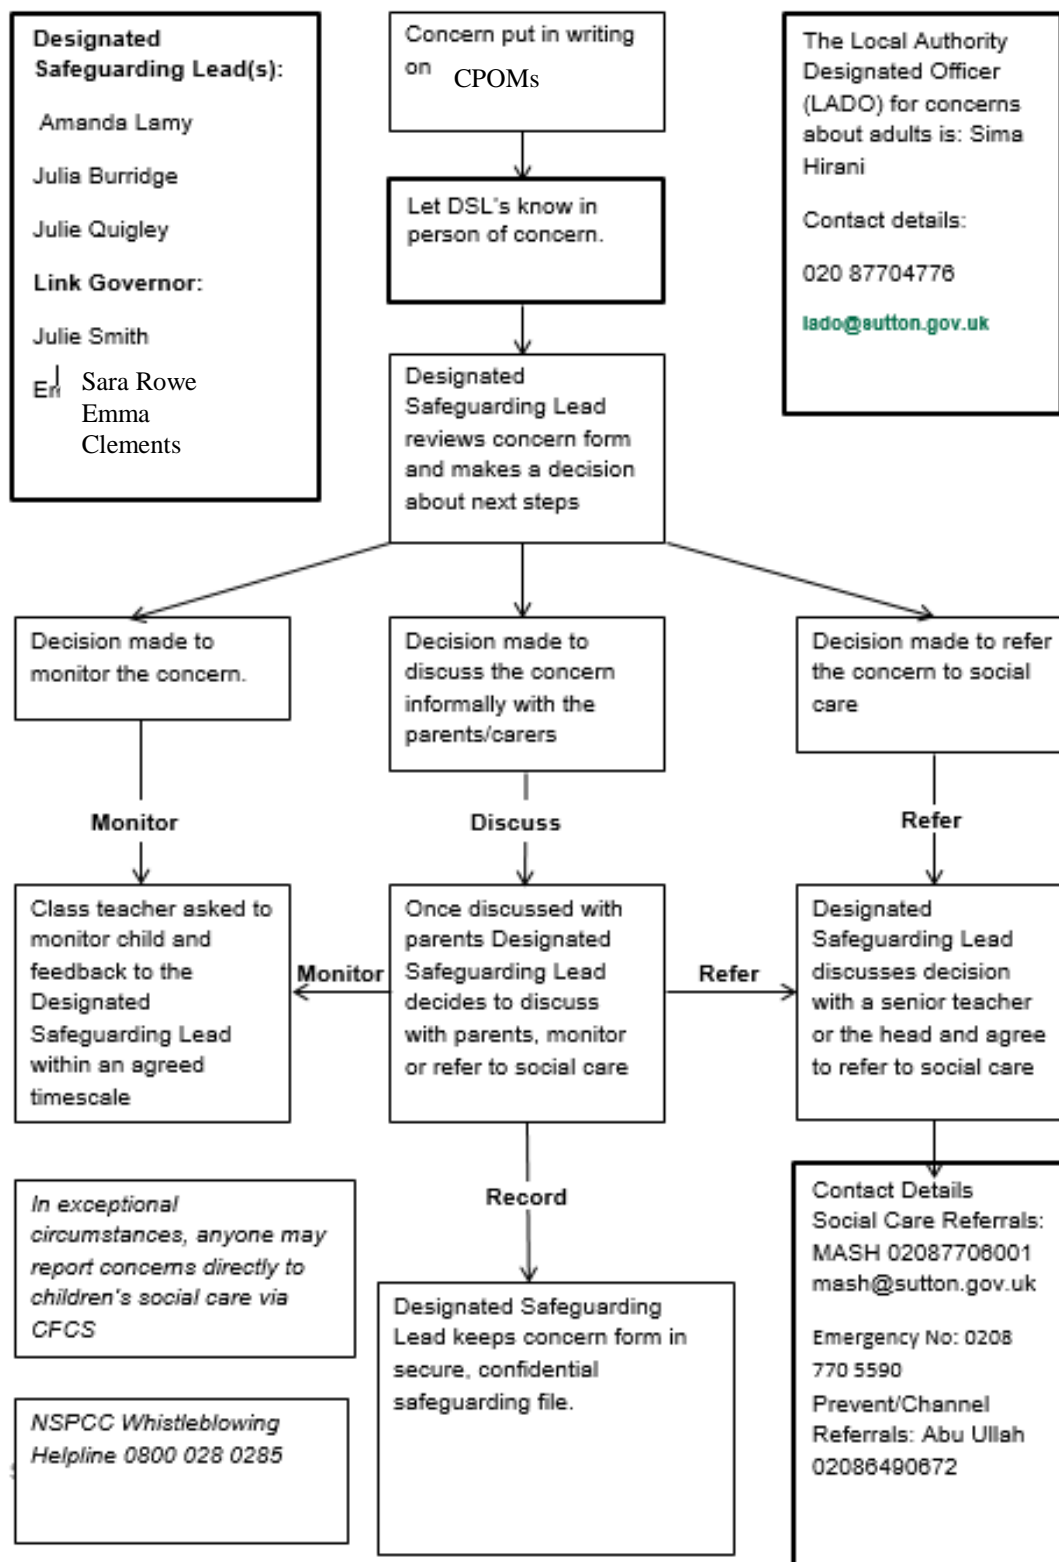 Designated
Safeguarding Lead(s):
Amanda Lamy
Julia Burridge
Julie Quigley
Link Governor:
Julie Smith
Sara Rowe
Emma
Clements
Concern put in writing
on CPOMs
The Local Authority
Designated Officer
(LADO) for concerns
about adults is: Sima
Hirani
Contact details:
020 87704776
lado@sutton.gov.uk
Let DSL's know in
person of concern.
Designated
Safeguarding Lead
reviews concern form
and makes a decision
about next steps
Decision made to
monitor the concern.
Decision made to
discuss the concern
informally with the
parents/carers
Decision made to refer
the concern to social
care
Monitor
Discuss
Refer
Class teacher asked to
monitor child and
feedback to the
Designated
Safeguarding Lead
within an agreed
timescale
Monitor
Once discussed with
parents Designated
Safeguarding Lead
decides to discuss
with parents, monitor
or refer to social care
Refer
Designated
Safeguarding Lead
discusses decision
with a senior teacher
or the head and agree
to refer to social care
In exceptional
circumstances, anyone may
report concerns directly to
children's social care via
CFCS
Record
Contact Details
Social Care Referrals:
MASH 02087706001
mash@sutton.gov.uk
Emergency No: 0208
770 5590
Prevent/Channel
Referrals: Abu Ullah
02086490672
Designated Safeguarding
Lead keeps concern form in
secure, confidential
safeguarding file.
NSPCC Whistleblowing
Helpline 0800 028 0285